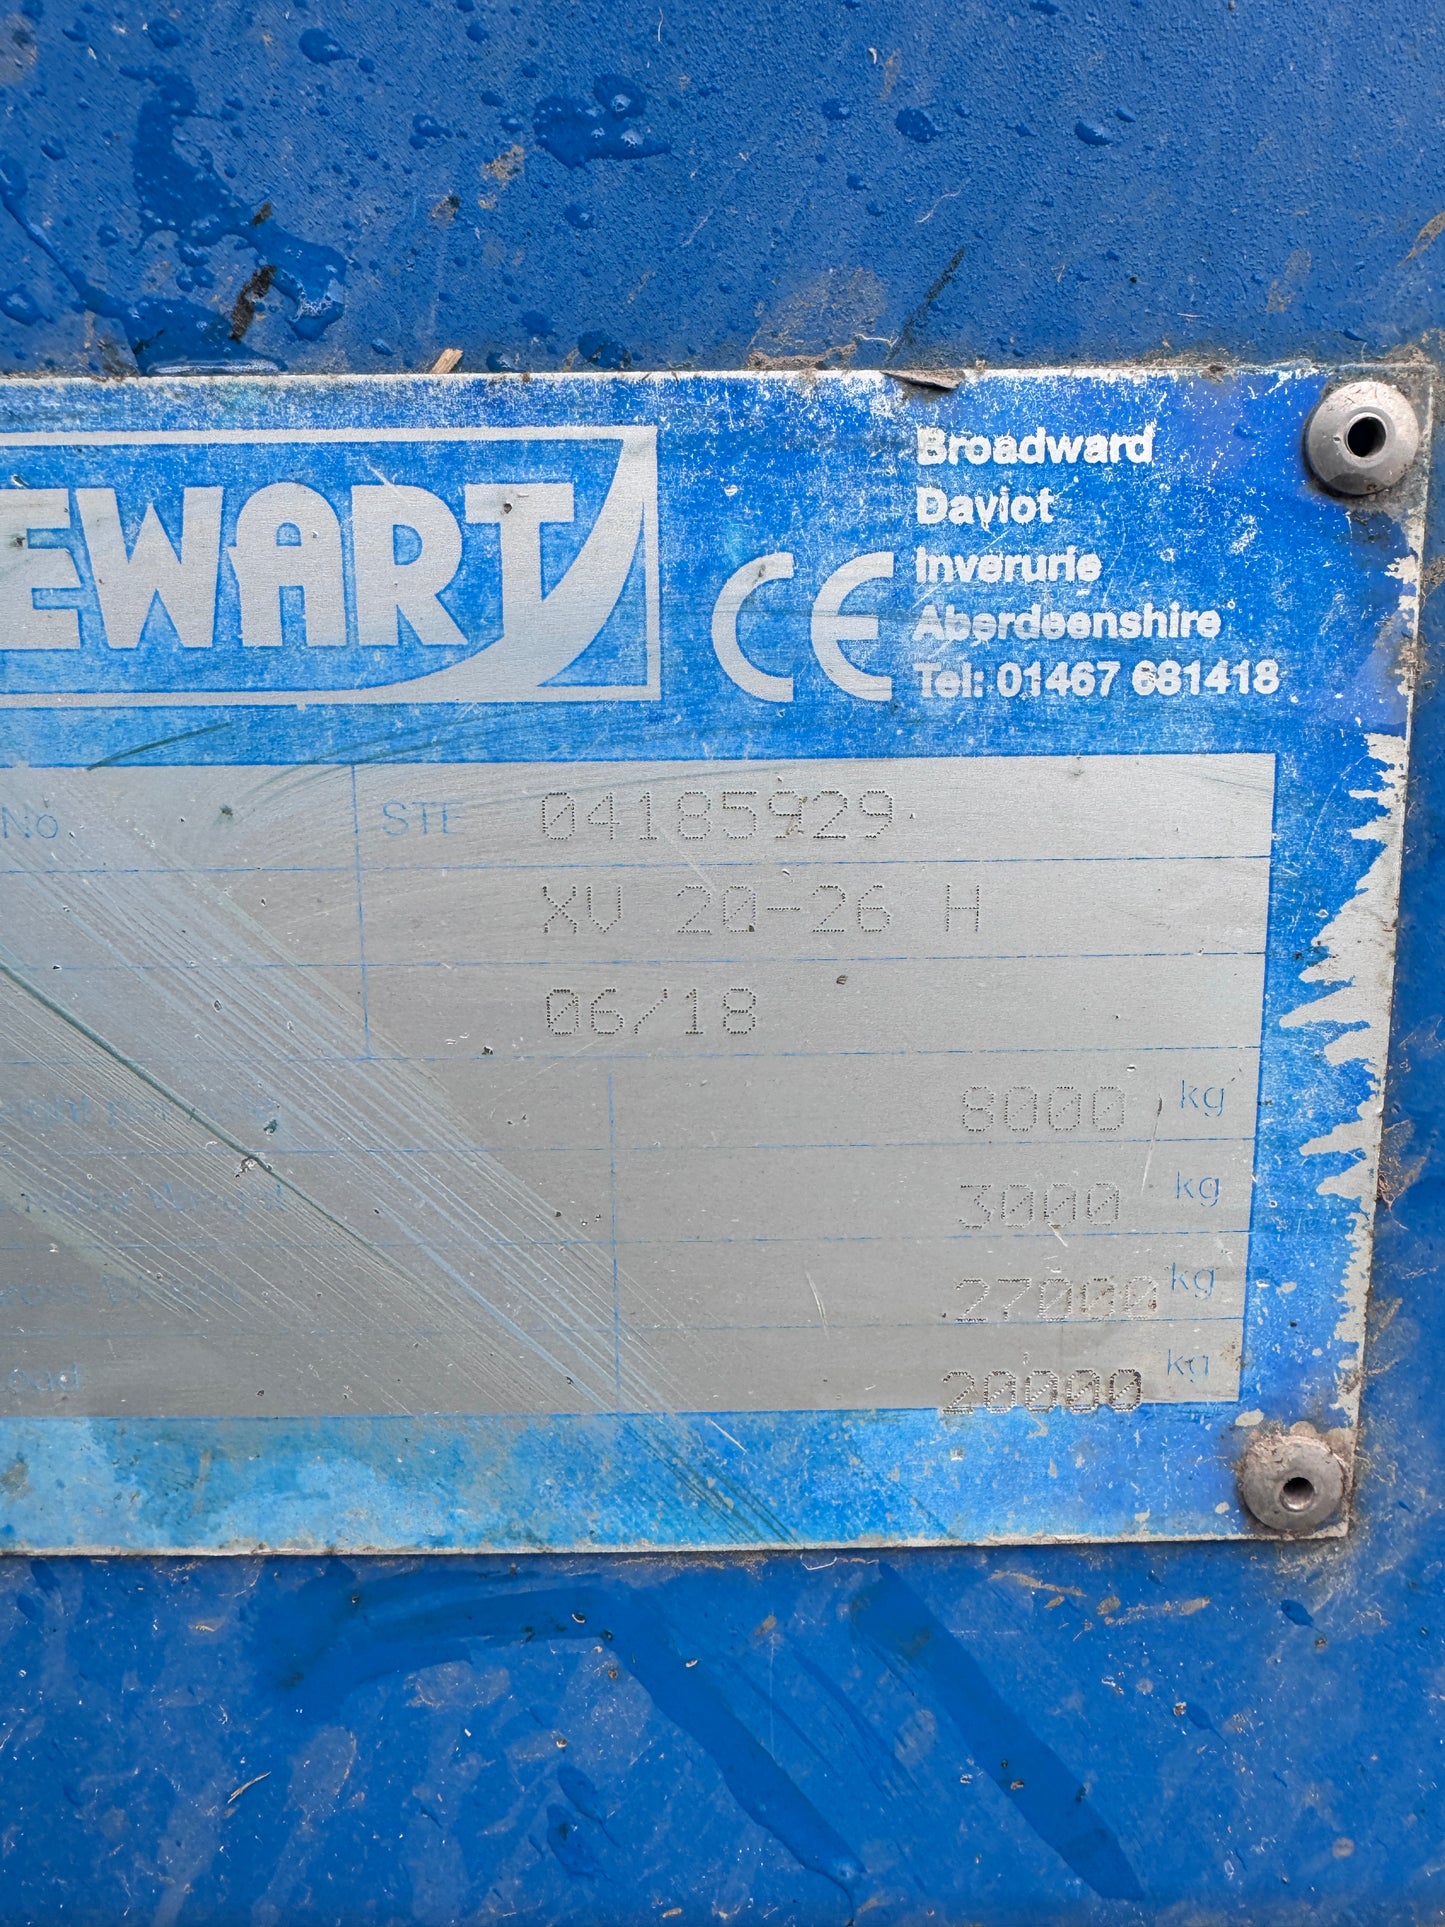 EWART
CE
Broadward
Daviot
Inverurie
Aberdeenshire
Tel: 01467 681418
No STE 04185929
XV 20-26 H
06/18
8000 kg
3000 kg
27000 kg
20000 kg